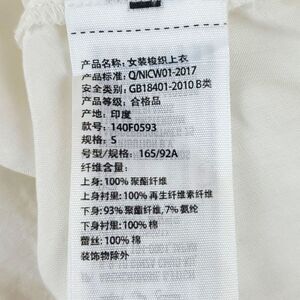 产品名称: 女装梭织上衣
产品标准: Q/NICW01-2017
安全类别: GB18401-2010 B类
产品等级: 合格品
产地: 印度
款号: 140F0593
规格: S
号型/规格: 165/92A
纤维含量:
上身: 100% 聚酯纤维
上身衬里: 100% 再生纤维素纤维
下身: 93% 聚酯纤维, 7% 氨纶
下身衬里: 100% 棉
蕾丝: 100% 棉
装饰物除外